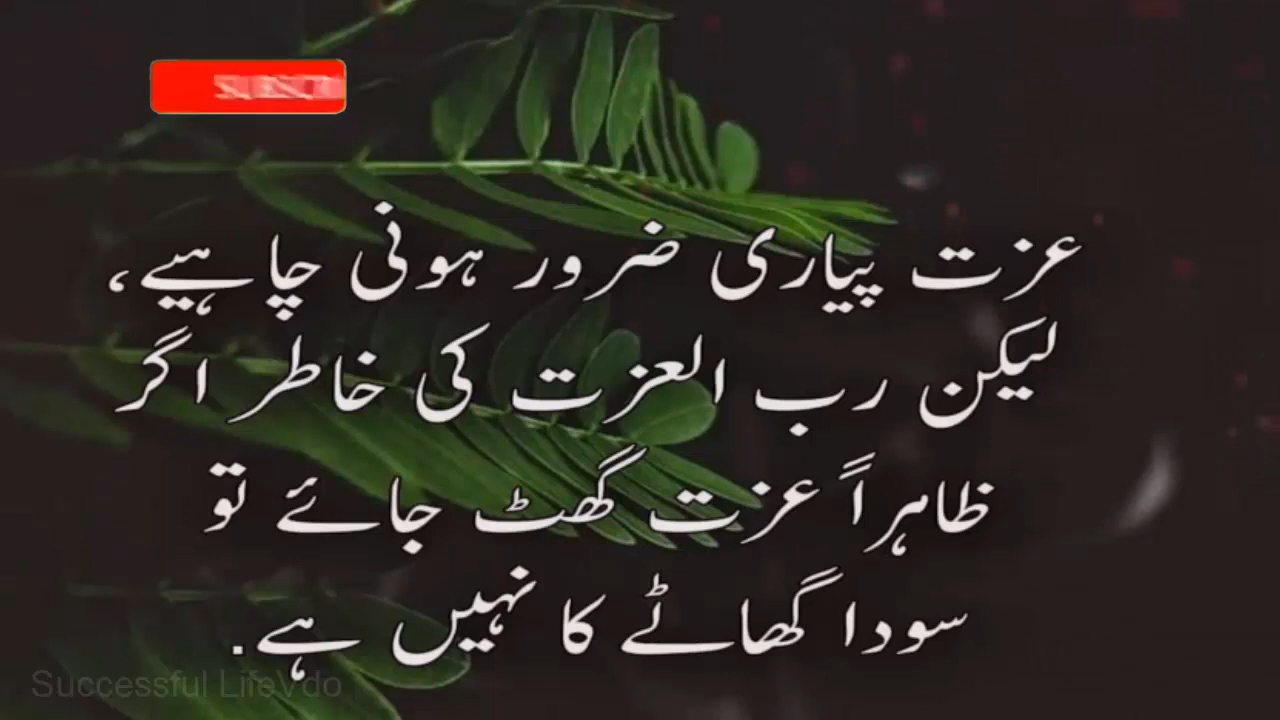 عزت پیاری ضرور ہونی چاہیے،
لیکن رب العزت کی خاطر اگر
ظاہراً عزت گھٹ جائے تو
سودا گھاٹے کا نہیں ہے.
Successful LifeVdo